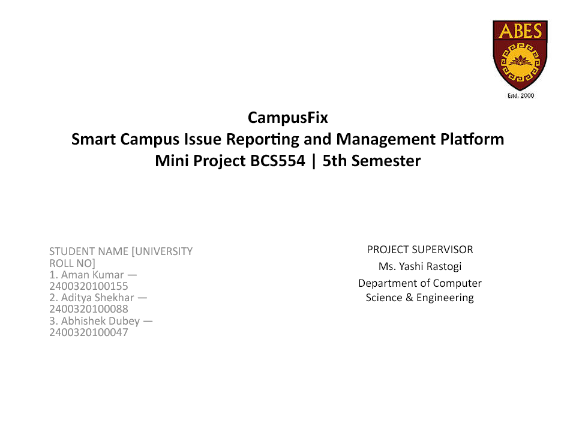 ABES
Estd. 2000
CampusFix
Smart Campus Issue Reporting and Management Platform
Mini Project BCS554 | 5th Semester
STUDENT NAME [UNIVERSITY
ROLL NO]
1. Aman Kumar —
2400320100155
2. Aditya Shekhar —
2400320100088
3. Abhishek Dubey —
2400320100047
PROJECT SUPERVISOR
Ms. Yashi Rastogi
Department of Computer
Science & Engineering